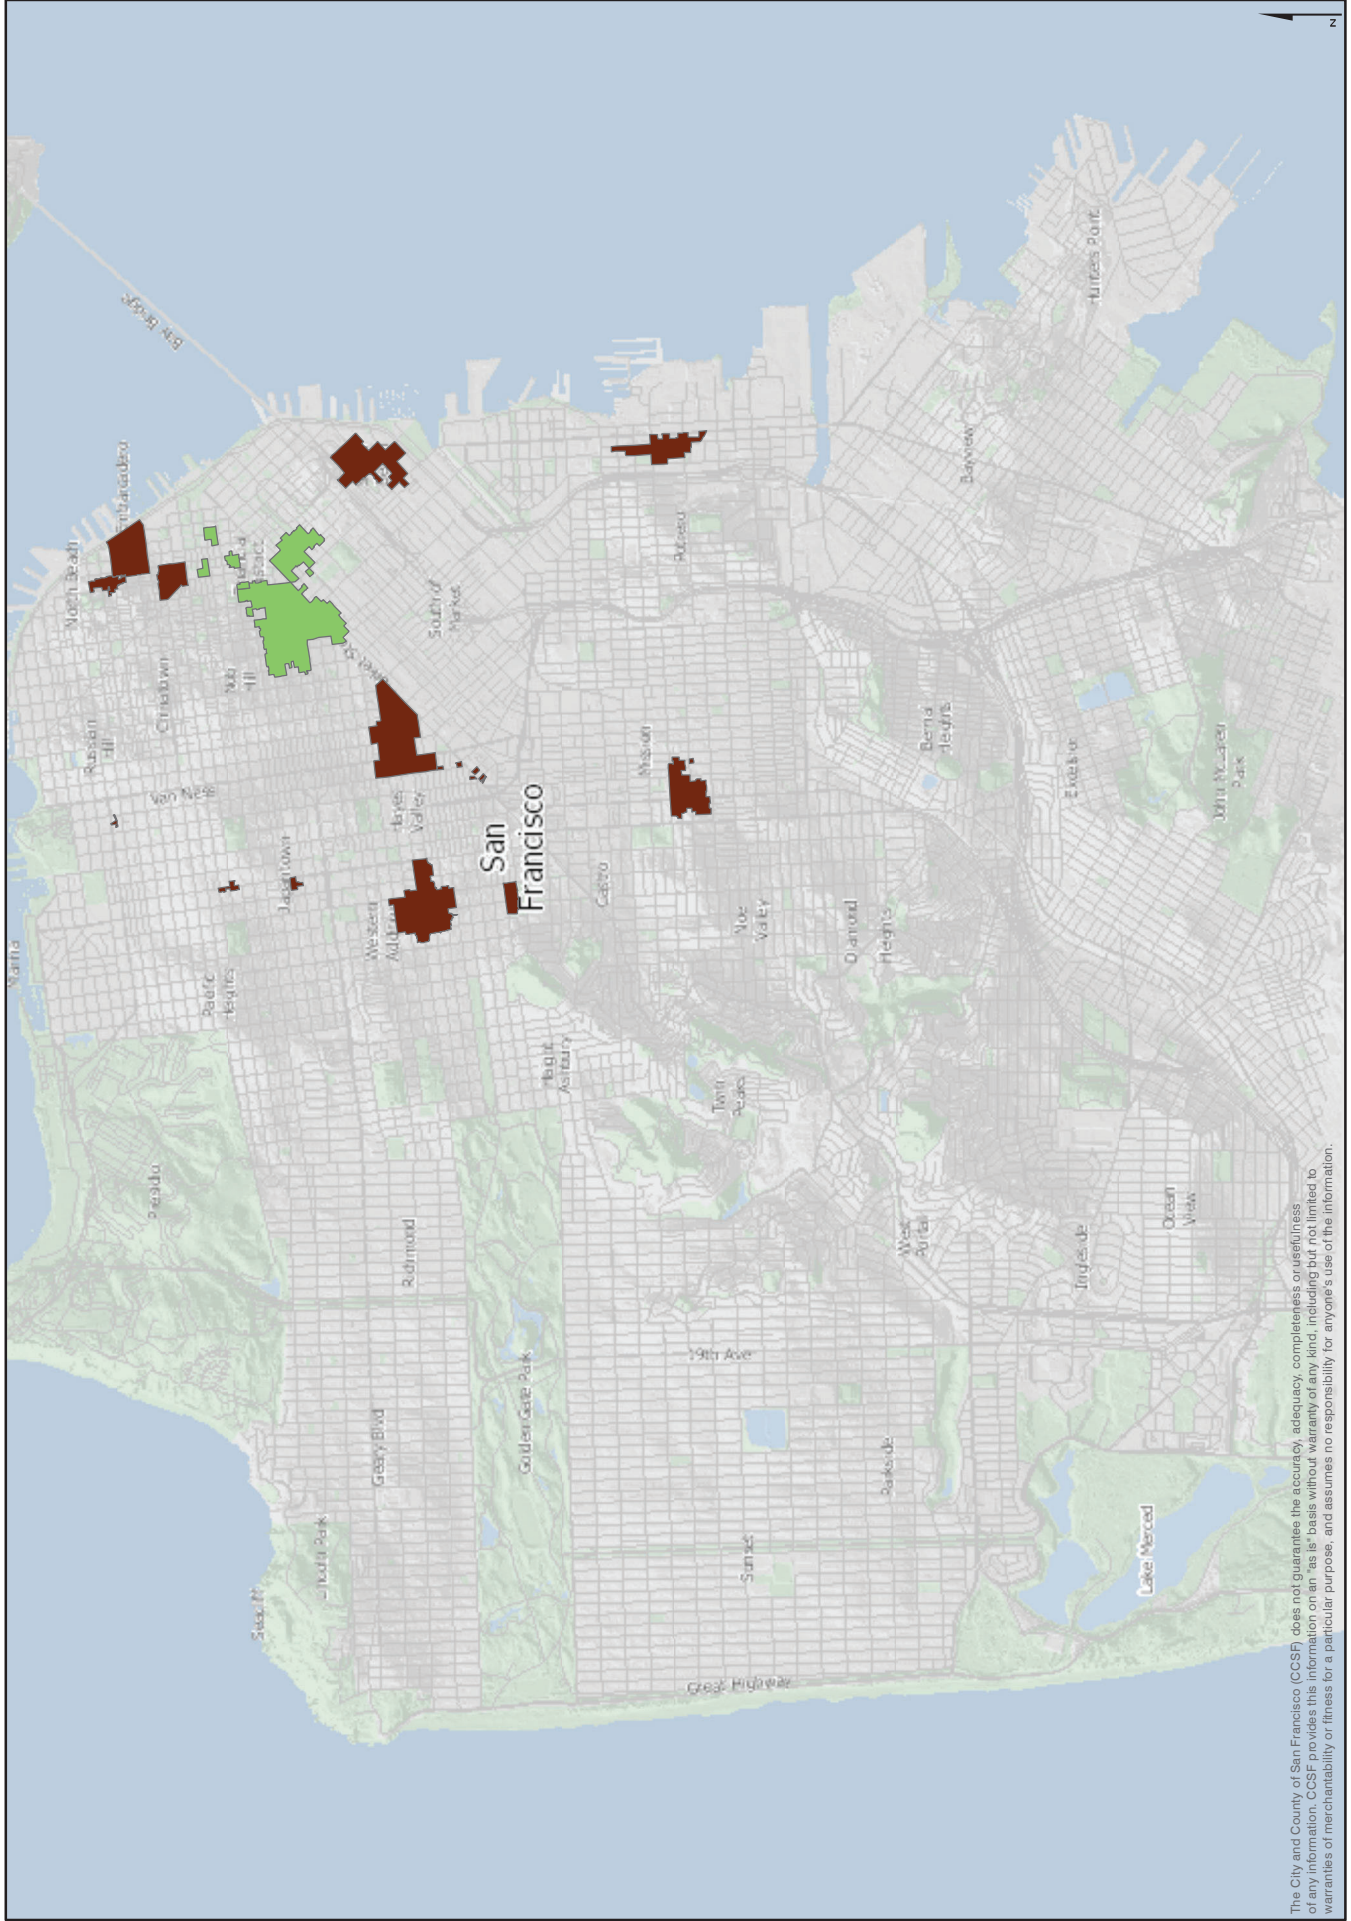 N
Bay Bridge
Marina
North Beach
Embarcadero
Russian
Hill
Chinatown
Nob
Hill
Van Ness
Pacific
Heights
Presidio
Japantown
Western
Hayes
Valley
South of
Market
San
Francisco
Lincoln Park
Geary Blvd
Richmond
Golden Gate Park
Haight
Ashbury
Castro
Mission
Potrero
Twin
Peaks
Noe
Valley
Diamond
Heights
Bernal
Heights
Bayview
Hunters Point
19th Ave
Sunset
Great Highway
Parkside
West
Portal
Ingleside
Ocean
View
Excelsior
John McLaren
Park
Lake Merced
The City and County of San Francisco (CCSF) does not guarantee the accuracy, adequacy, completeness or usefulness
of any information. CCSF provides this information on an "as is" basis without warranty of any kind, including but not limited to
warranties of merchantability or fitness for a particular purpose, and assumes no responsibility for anyone's use of the information.